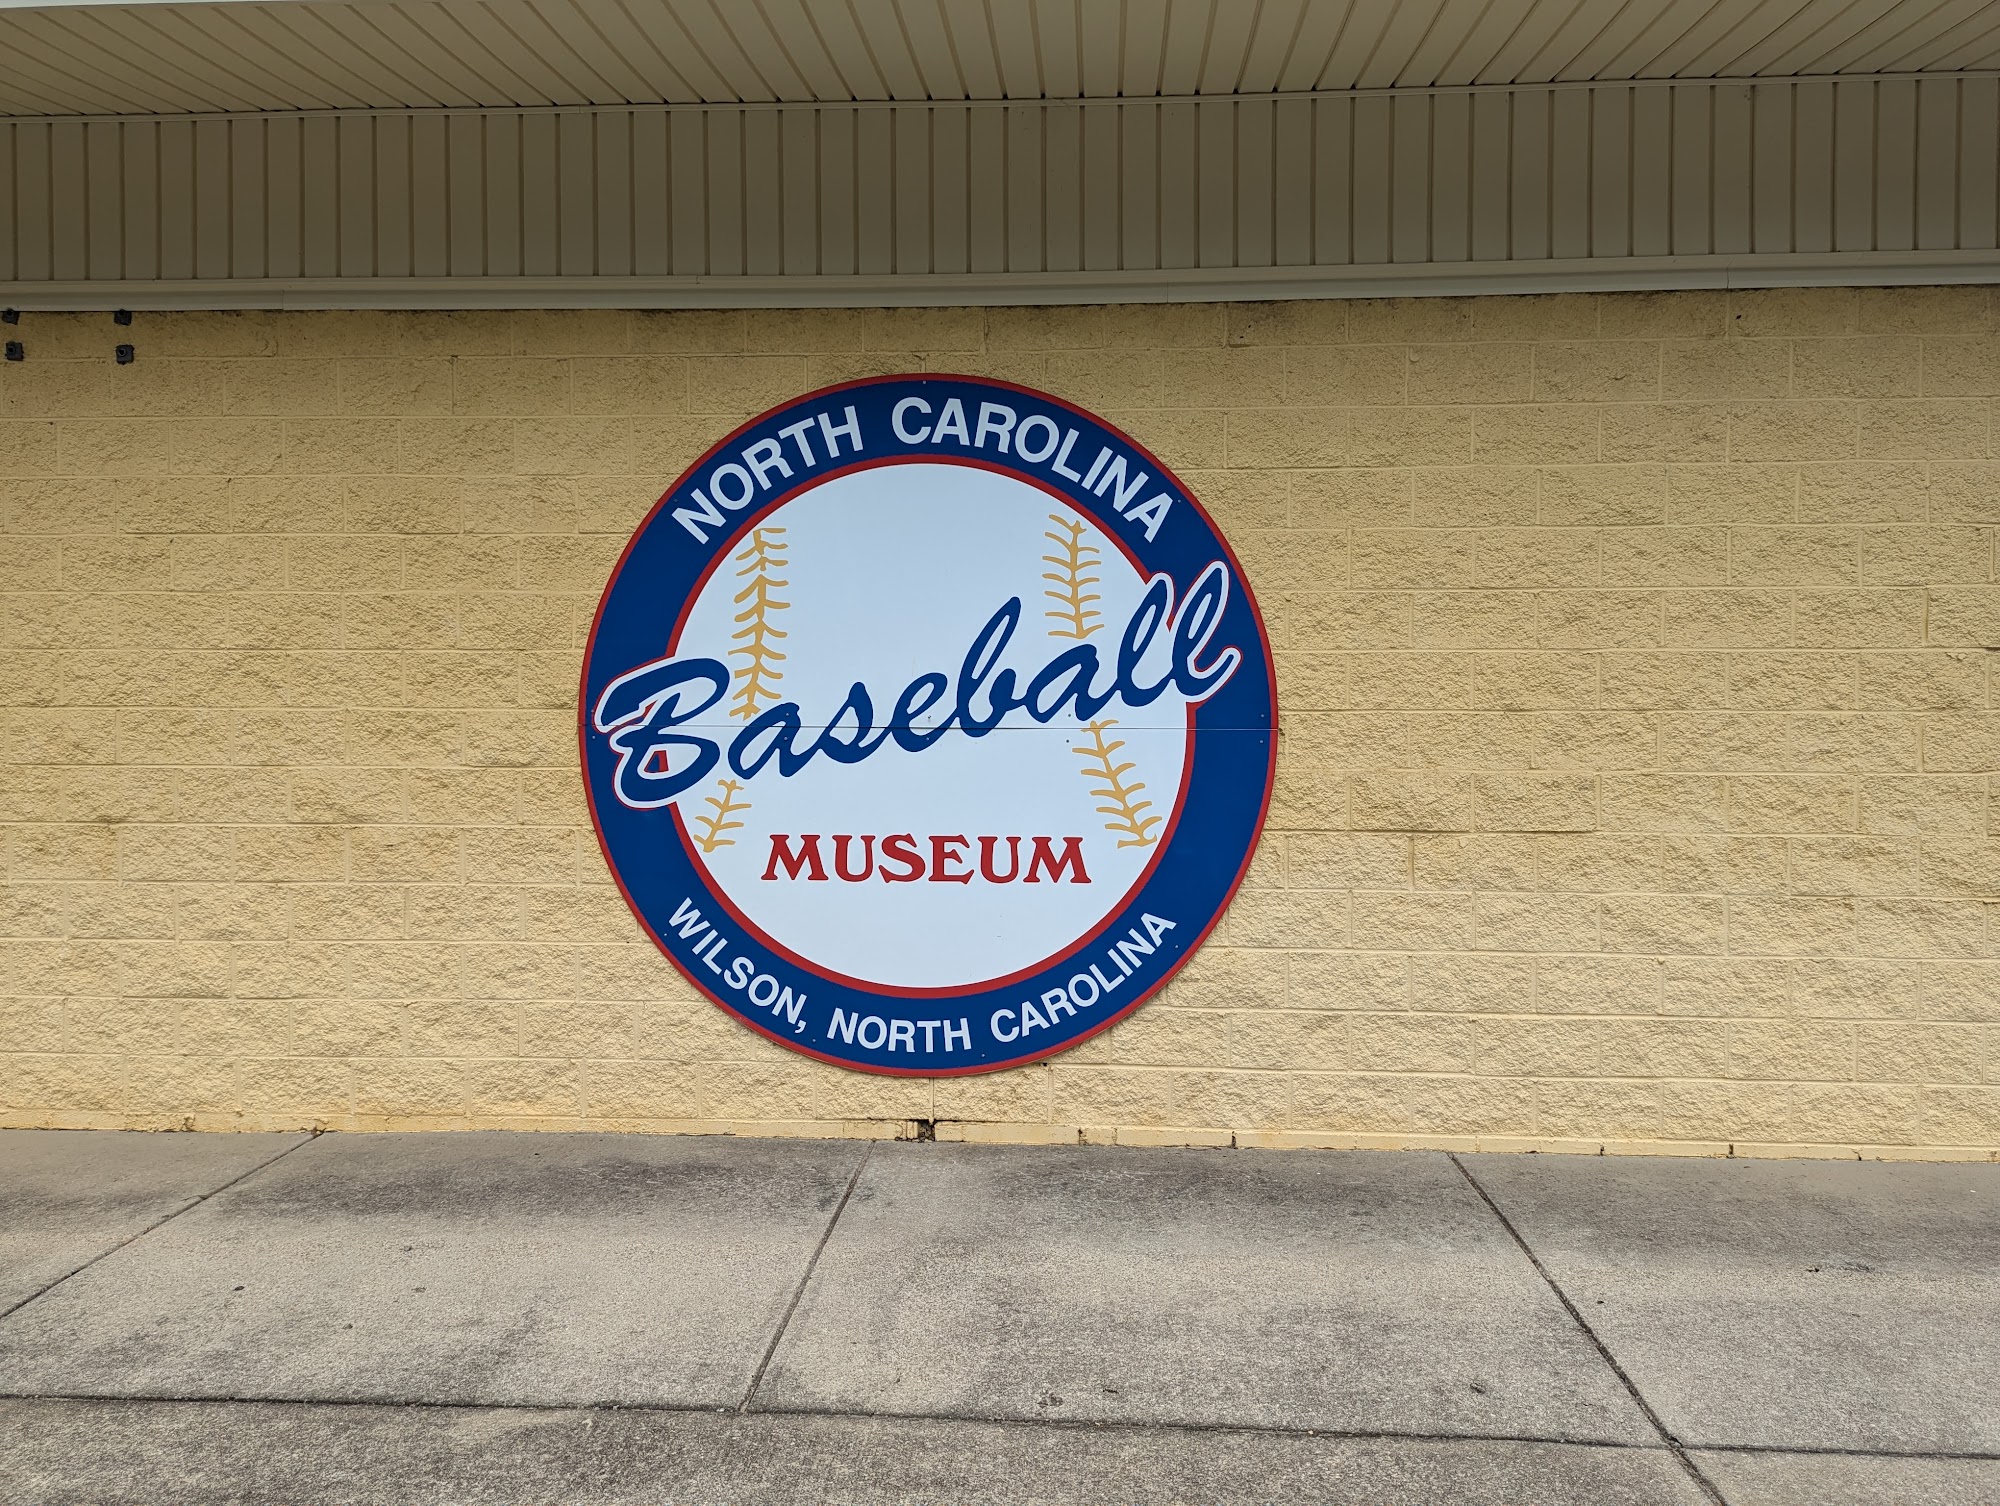 NORTH CAROLINA
Baseball
MUSEUM
WILSON, NORTH CAROLINA